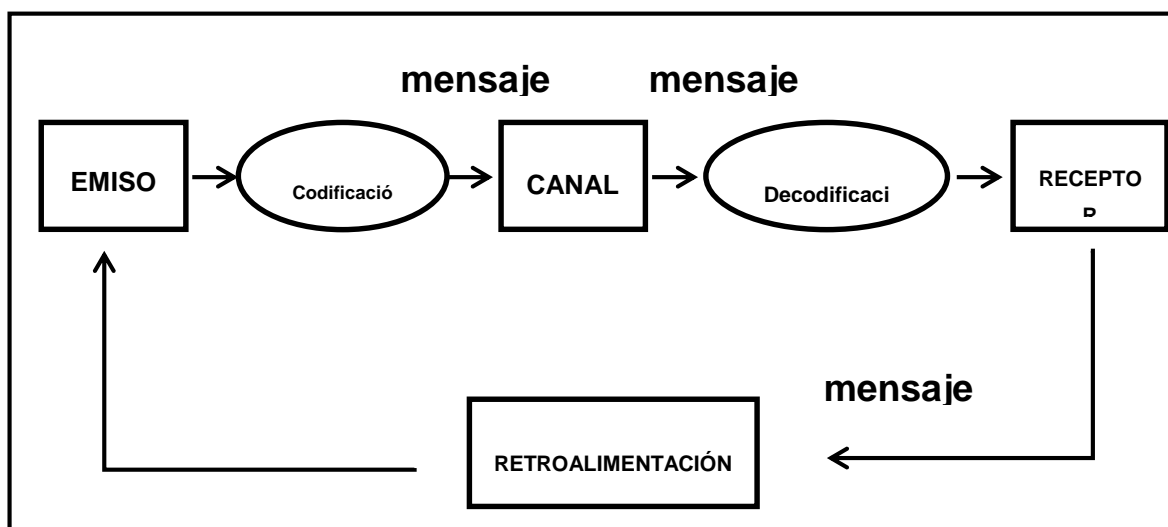 mensaje mensaje
EMISO
Codificació
CANAL
Decodificaci
RECEPTO
R
mensaje
RETROALIMENTACIÓN